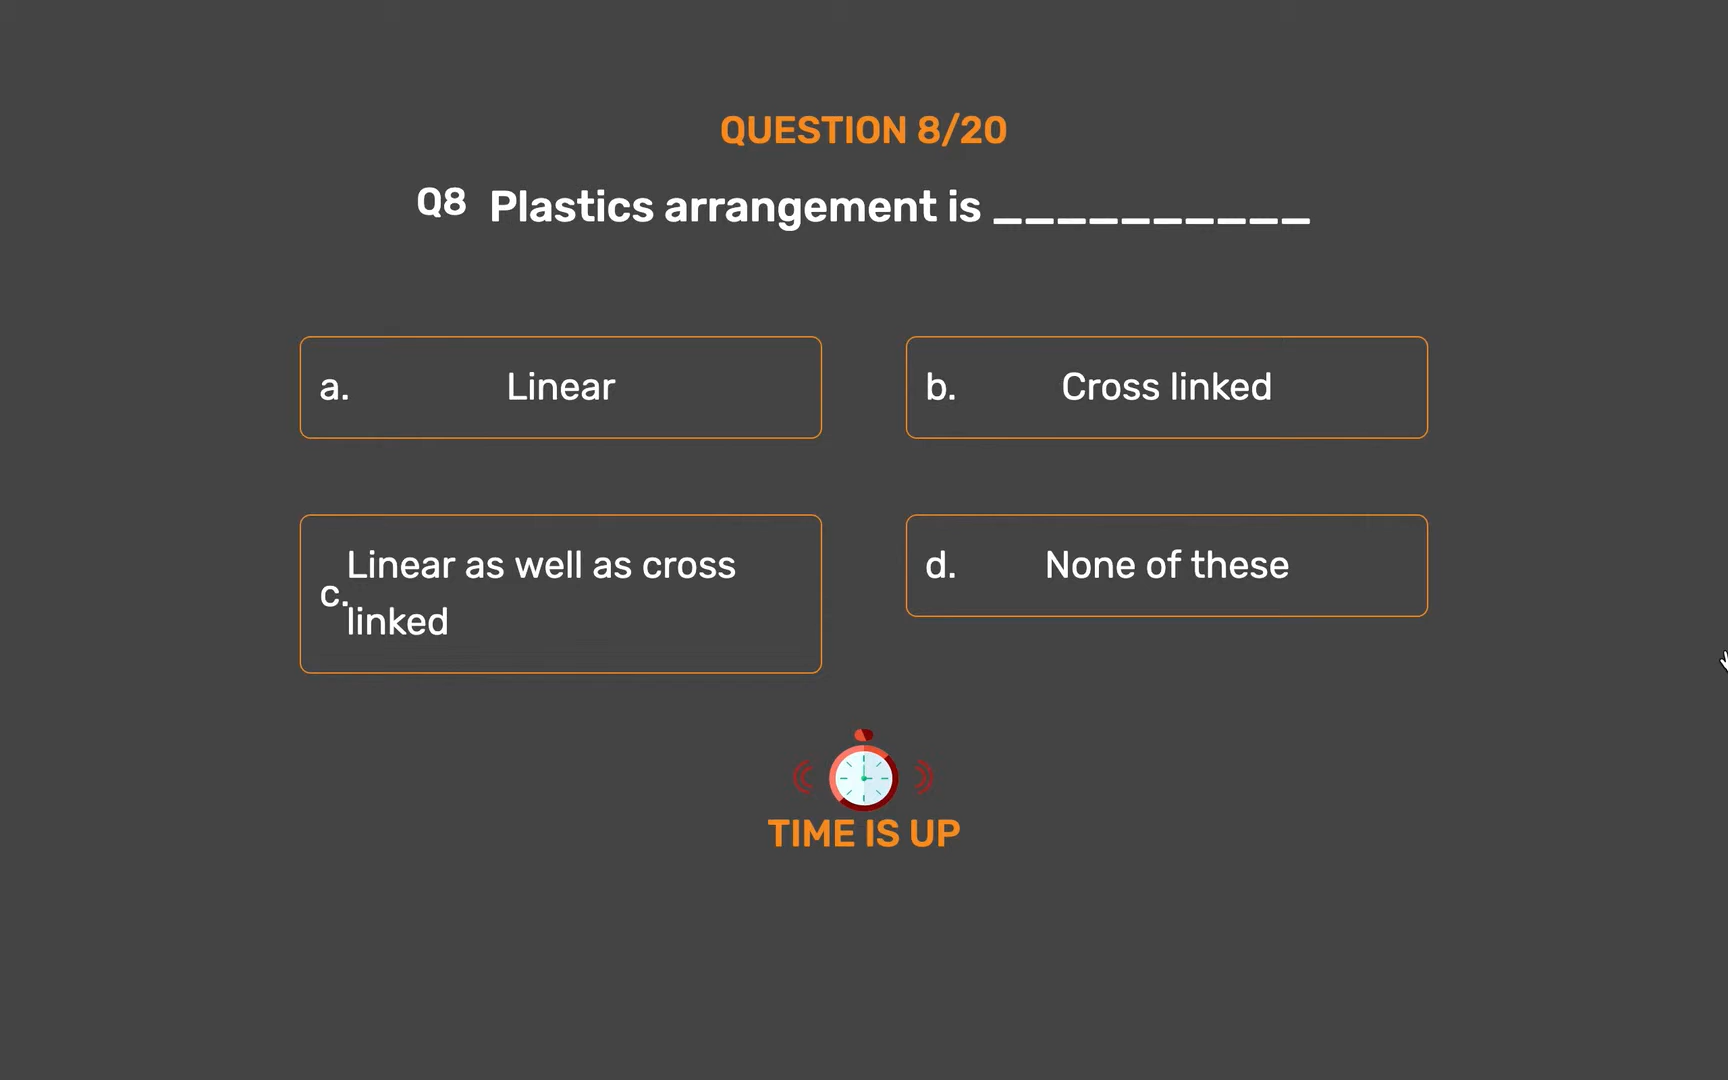 QUESTION 8/20
Q8 Plastics arrangement is __________
a. Linear
b. Cross linked
c. Linear as well as cross
linked
d. None of these
TIME IS UP